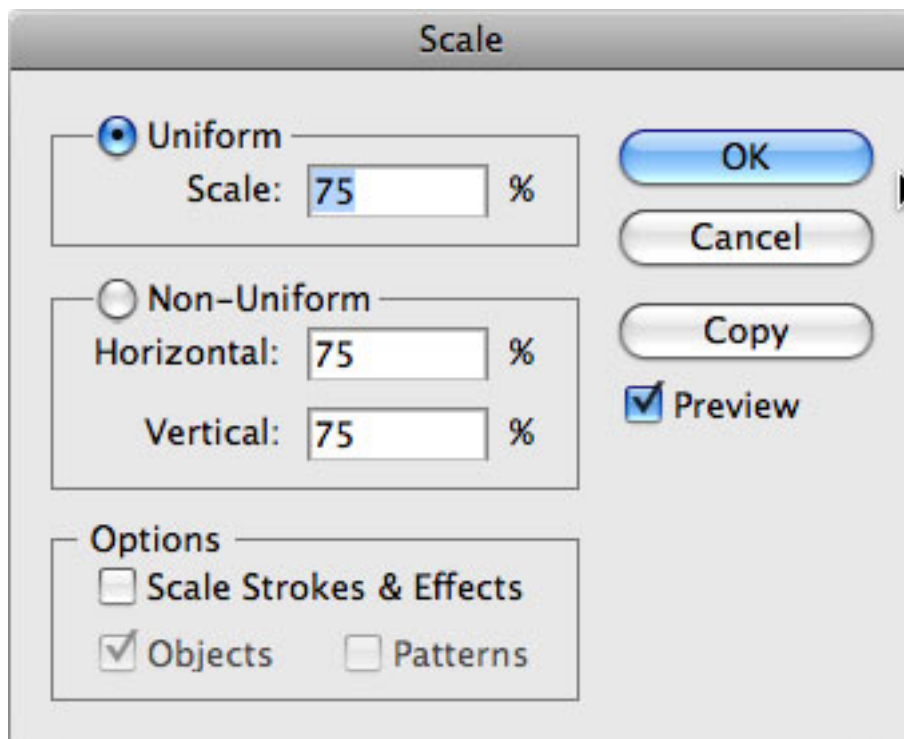 Scale
Uniform
Scale: 75 %
Non-Uniform
Horizontal: 75 %
Vertical: 75 %
Options
Scale Strokes & Effects
Objects Patterns
OK
Cancel
Copy
Preview